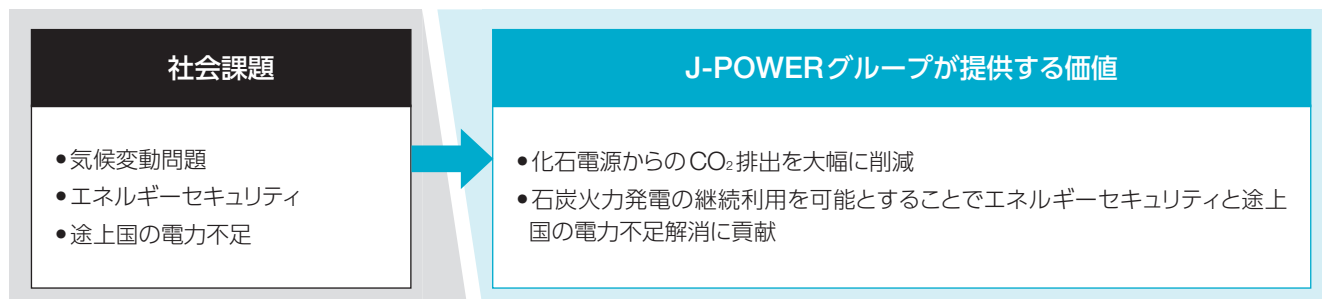 社会課題
•気候変動問題
•エネルギーセキュリティ
•途上国の電力不足
J-POWERグループが提供する価値
•化石電源からのCO₂排出を大幅に削減
•石炭火力発電の継続利用を可能とすることでエネルギーセキュリティと途上
国の電力不足解消に貢献